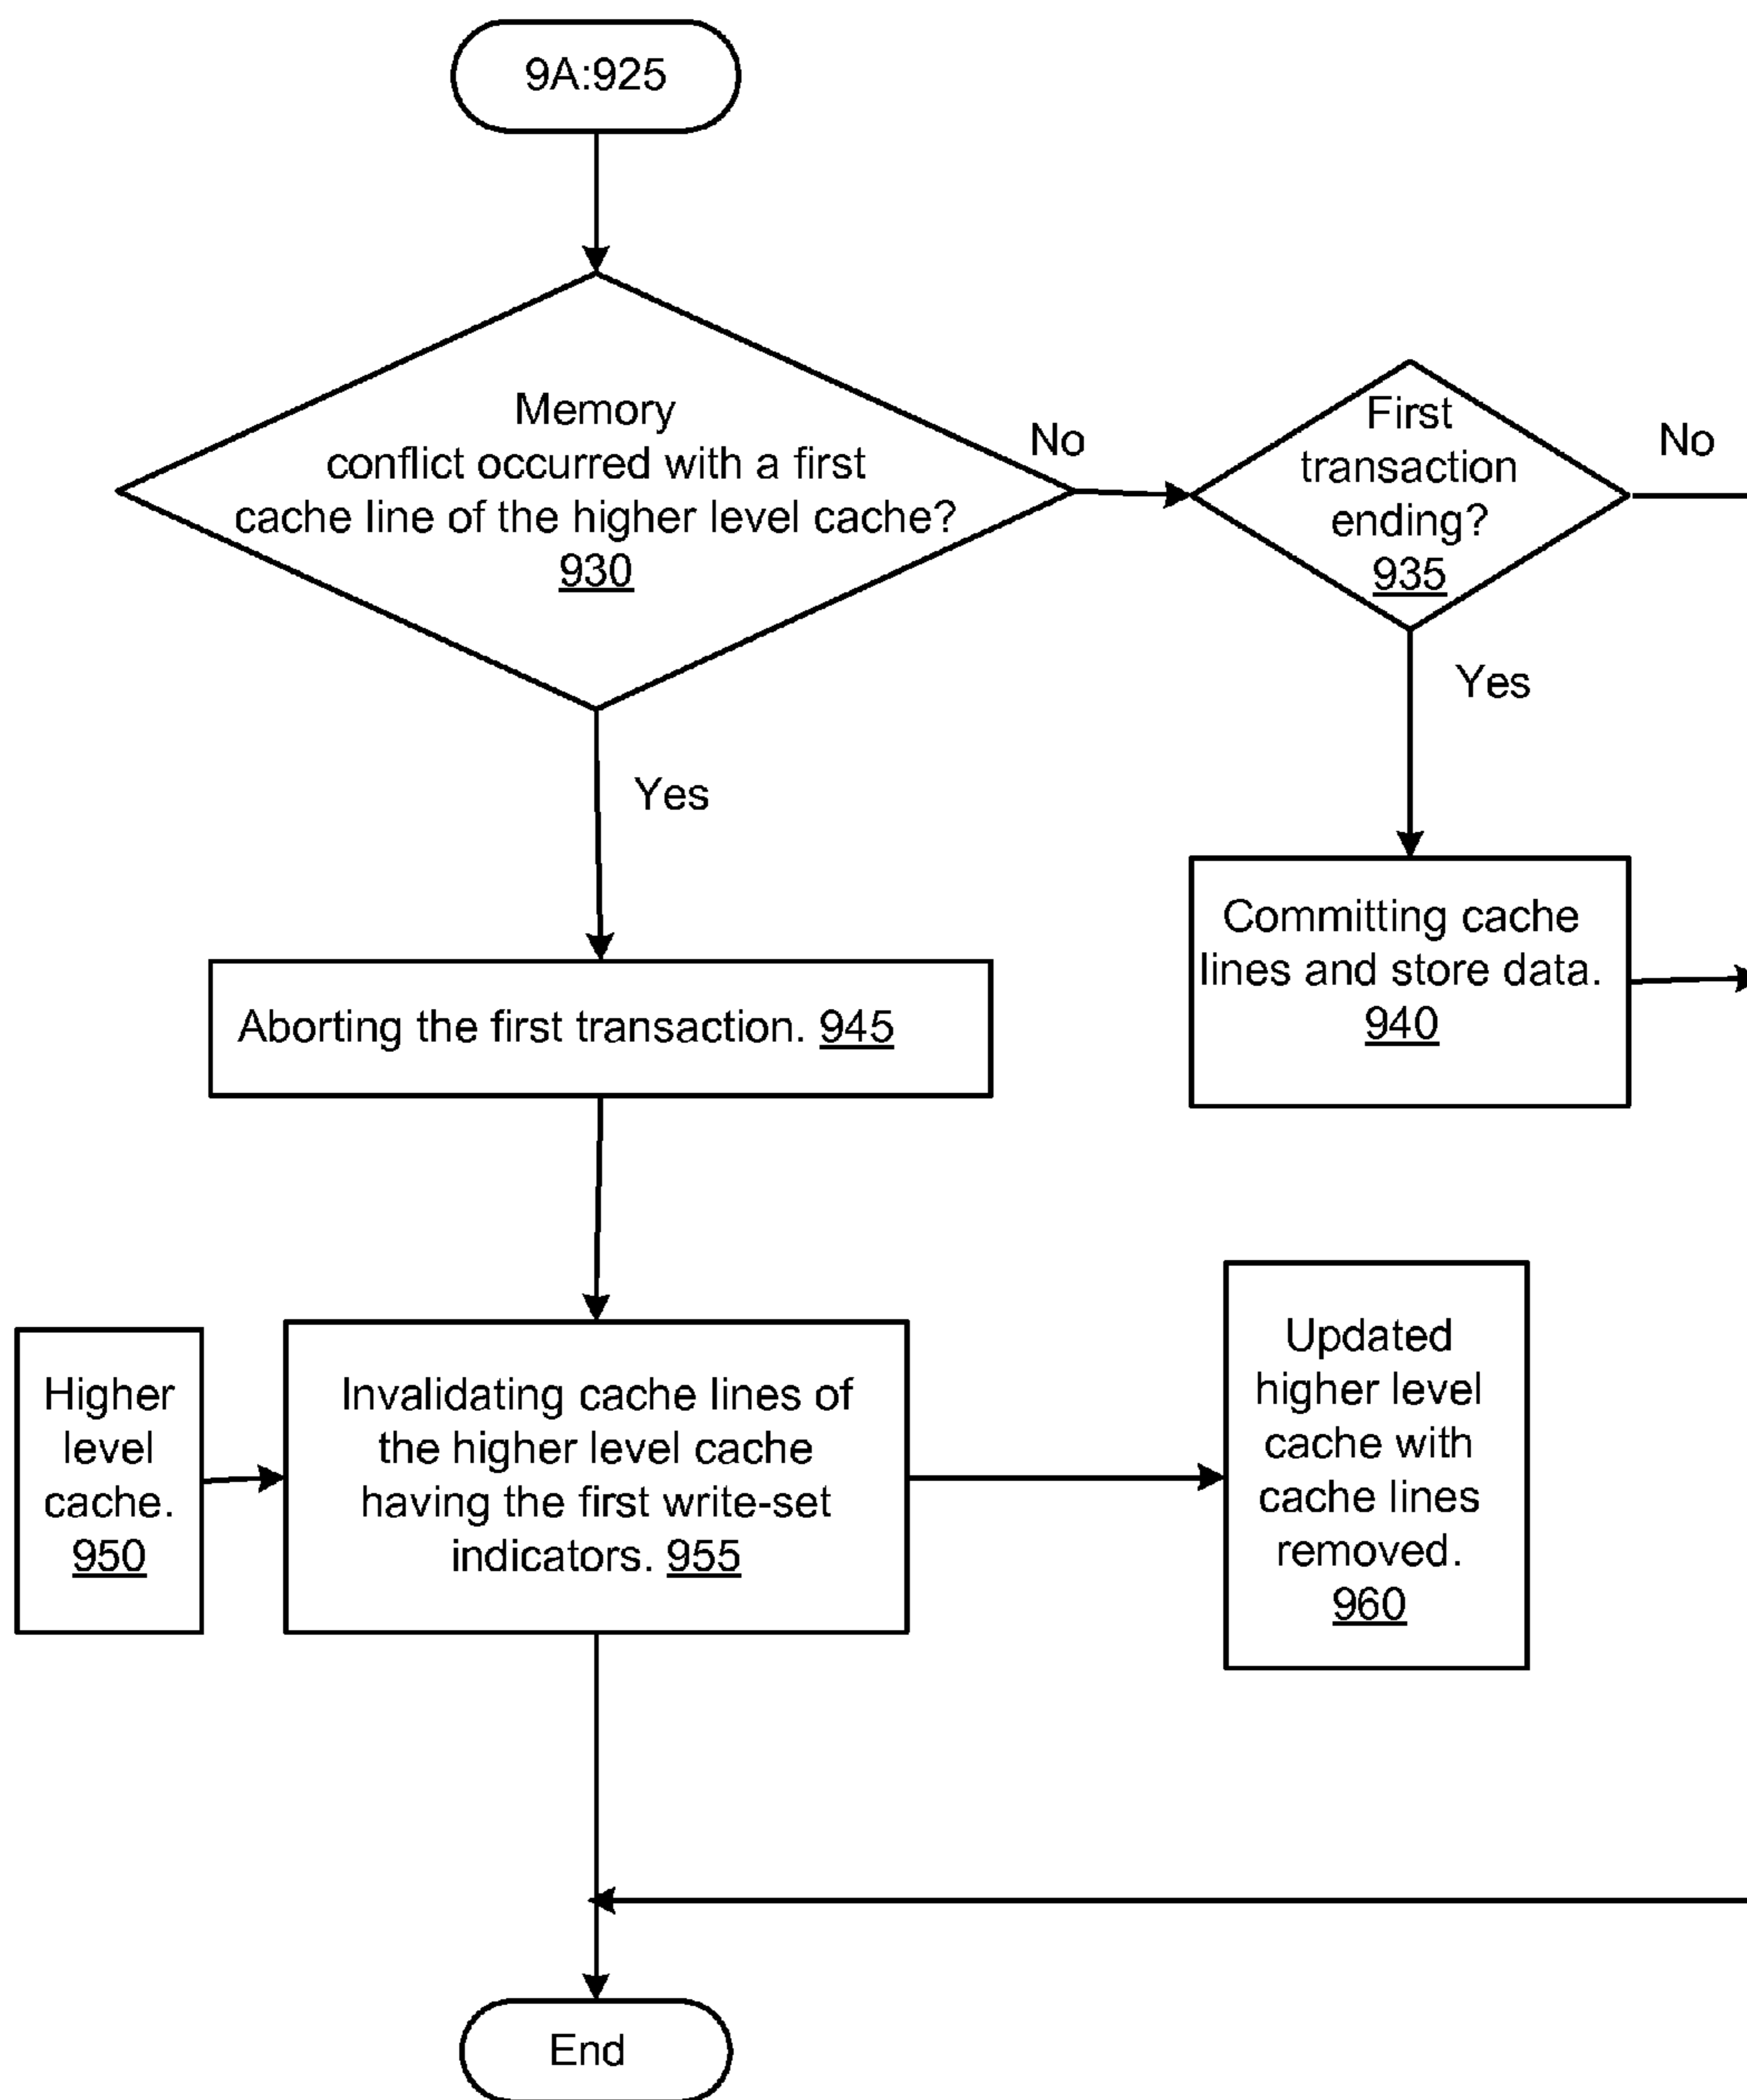 9A:925
Memory
conflict occurred with a first
cache line of the higher level cache?
930
No
First
transaction
ending?
935
No
Yes
Yes
Committing cache
lines and store data.
940
Aborting the first transaction. 945
Higher
level
cache.
950
Invalidating cache lines of
the higher level cache
having the first write-set
indicators. 955
Updated
higher level
cache with
cache lines
removed.
960
End